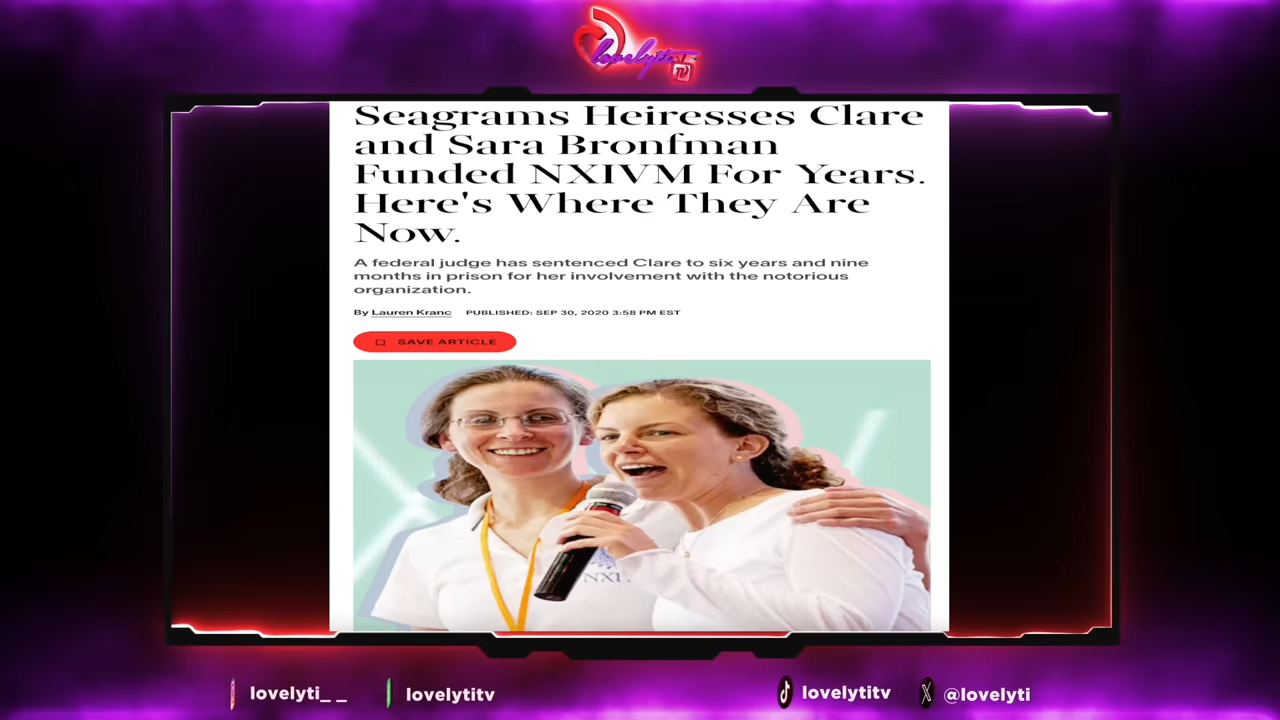 lovelyti
TV
Seagrams Heiresses Clare
and Sara Bronfman
Funded NXIVM For Years.
Here's Where They Are
Now.
A federal judge has sentenced Clare to six years and nine
months in prison for her involvement with the notorious
organization.
By Lauren Kranc PUBLISHED: SEP 30, 2020 3:58 PM EST
SAVE ARTICLE
NXI
lovelyti_ _ lovelytitv lovelytitv @lovelyti